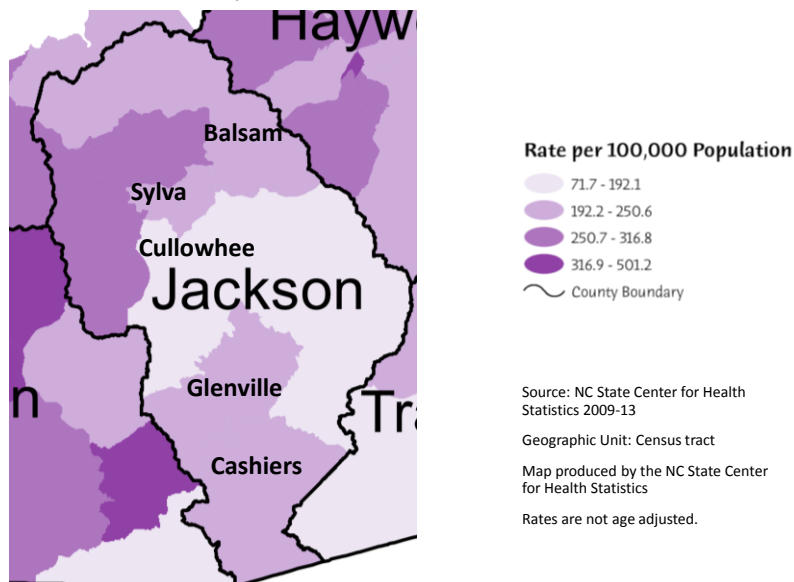 Hayw
Balsam
Sylva
Cullowhee
Jackson
Glenville
n
Tr
Cashiers
Rate per 100,000 Population
71.7 - 192.1
192.2 - 250.6
250.7 - 316.8
316.9 - 501.2
County Boundary
Source: NC State Center for Health
Statistics 2009-13
Geographic Unit: Census tract
Map produced by the NC State Center
for Health Statistics
Rates are not age adjusted.